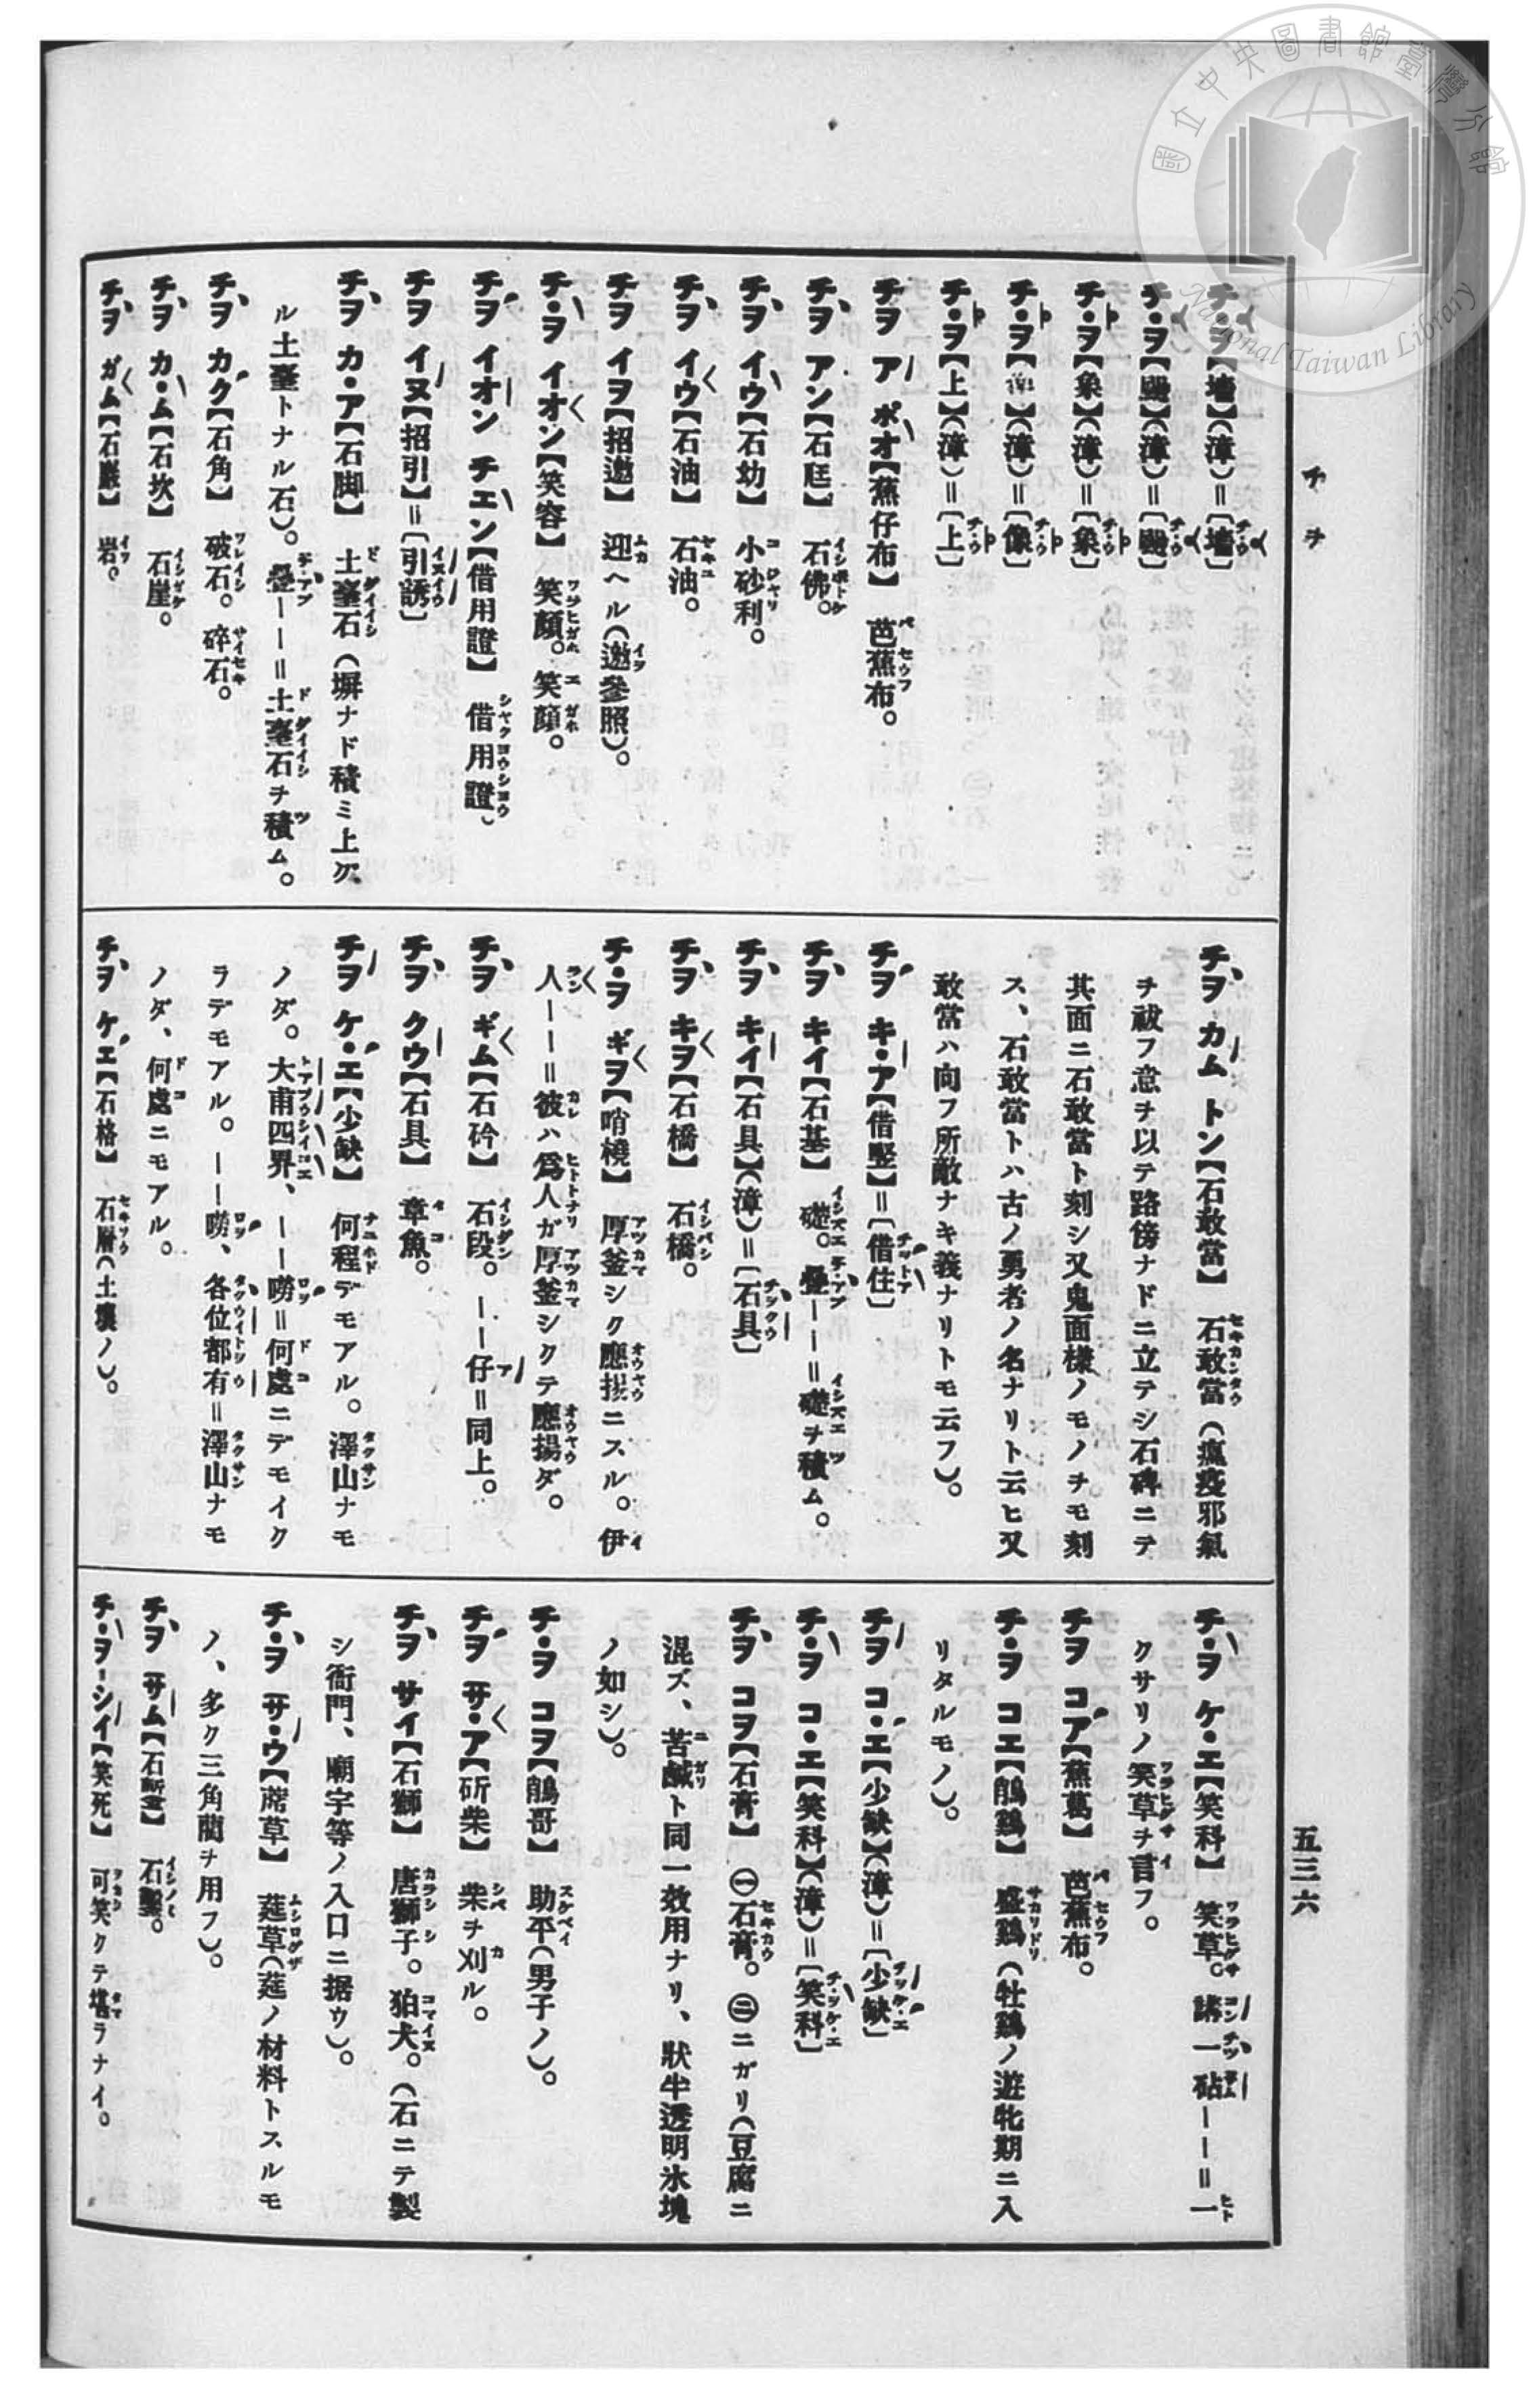 國立中央圖書館臺灣分館
National Taiwan Library
チヲ
五三六
チ・ヲ【墻】(漳)=〔墻〕
チ・ヲ【颺】(漳)=〔颺〕
チ・ヲ【象】(漳)=〔象〕
チ・ヲ(漳)=〔像〕
チ・ヲ【上】(漳)=〔上〕
チヲ ア ポオ【蕉仔布】 芭蕉布。
チヲ アン【石尪】 石佛。
チヲ イウ【石幼】 小砂利。
チヲ イウ【石油】 石油。
チヲ イヲ【招邀】 迎ヘル(邀參照)。
チ・ヲ イオン【笑容】 笑顏。笑顏。
チヲ イオン チエン【借用證】 借用證。
チヲ イヌ【招引】=〔引誘〕
チヲ カ・ア【石脚】 土臺石(塀ナド積ミ上グ
ル土臺トナル石)。疊——=土臺石チ積ム。
チヲ カク【石角】 破石。碎石。
チヲ カ・ム【石坎】 石崖。
チヲ ガム【石巖】 岩。
チヲ カム トン【石敢當】 石敢當(瘟疫邪氣
チ祓フ意チ以テ路傍ナドニ立テシ石碑ニテ
其面ニ石敢當ト刻シ又鬼面樣ノモノチモ刻
ス、石敢當トハ古ノ勇者ノ名ナリト云ヒ又
敢當ハ向フ所敵ナキ義ナリトモ云フ)。
チヲ キ・ア【借竪】=〔借住〕
チヲ キイ【石基】 礎。疊——=礎チ積ム。
チヲ キイ【石具】(漳)=〔石具〕
チヲ キヲ【石橋】 石橋。
チ・ヲ ギヲ【哨橈】 厚釜シク應揚ニスル。伊
人——=彼ハ爲人ガ厚釜シクテ應揚ダ。
チヲ ギム【石砛】 石段。——仔=同上。
チヲ クウ【石具】 章魚。
チヲ ケ・エ【少缺】 何程デモアル。澤山ナモ
ノダ。大甫四界、——嘮=何處ニデモイク
ラデモアル。——嘮、各位都有=澤山ナモ
ノダ、何處ニモアル。
チヲ ケエ【石格】 石層(土壤ノ)。
チ・ヲ ケ・エ【笑科】 笑草。講一砧——=一
クサリノ笑草チ言フ。
チヲ コア【蕉葛】 芭蕉布。
チ・ヲ コエ【鵤鷄】 盛鷄(牡鷄ノ遊牝期ニ入
リタルモノ)。
チヲ コ・エ【少缺】(漳)=〔少缺〕
チ・ヲ コ・エ【笑科】(漳)=〔笑科〕
チヲ コヲ【石膏】 ㊀石膏。㊁ニガリ(豆腐ニ
混ズ、苦鹹ト同一效用ナリ、狀半透明氷塊
ノ如シ)。
チ・ヲ コヲ【鵤哥】 助平(男子ノ)。
チヲ サ・ア【斫柴】 柴チ刈ル。
チヲ サイ【石獅】 唐獅子。狛犬。(石ニテ製
シ衙門、廟宇等ノ入口ニ据ウ)。
チ・ヲ サ・ウ【蓆草】 莚草(莚ノ材料トスルモ
ノ、多ク三角藺チ用フ)。
チヲ サム【石鏨】 石鑿。
チ・ヲ-シイ【笑死】 可笑クテ堪ラナイ。